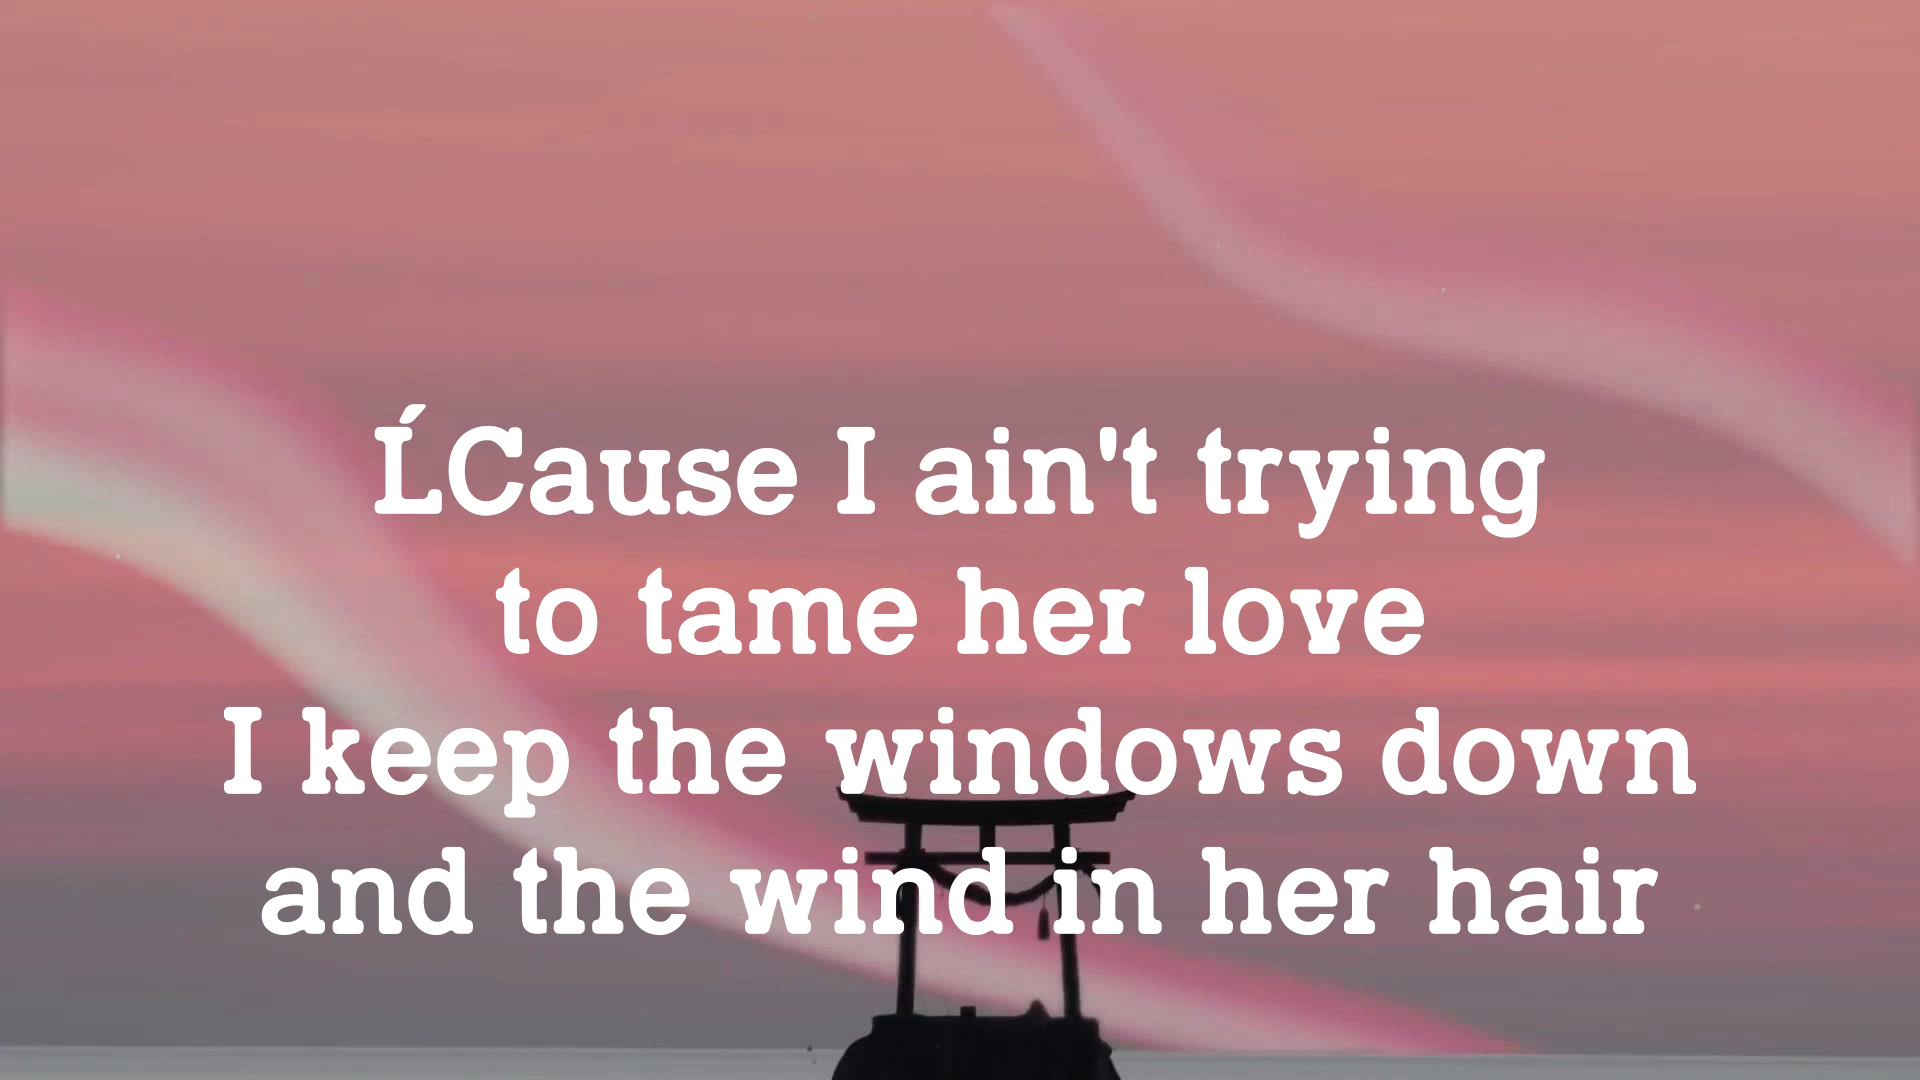 ĹCause I ain't trying
to tame her love
I keep the windows down
and the wind in her hair